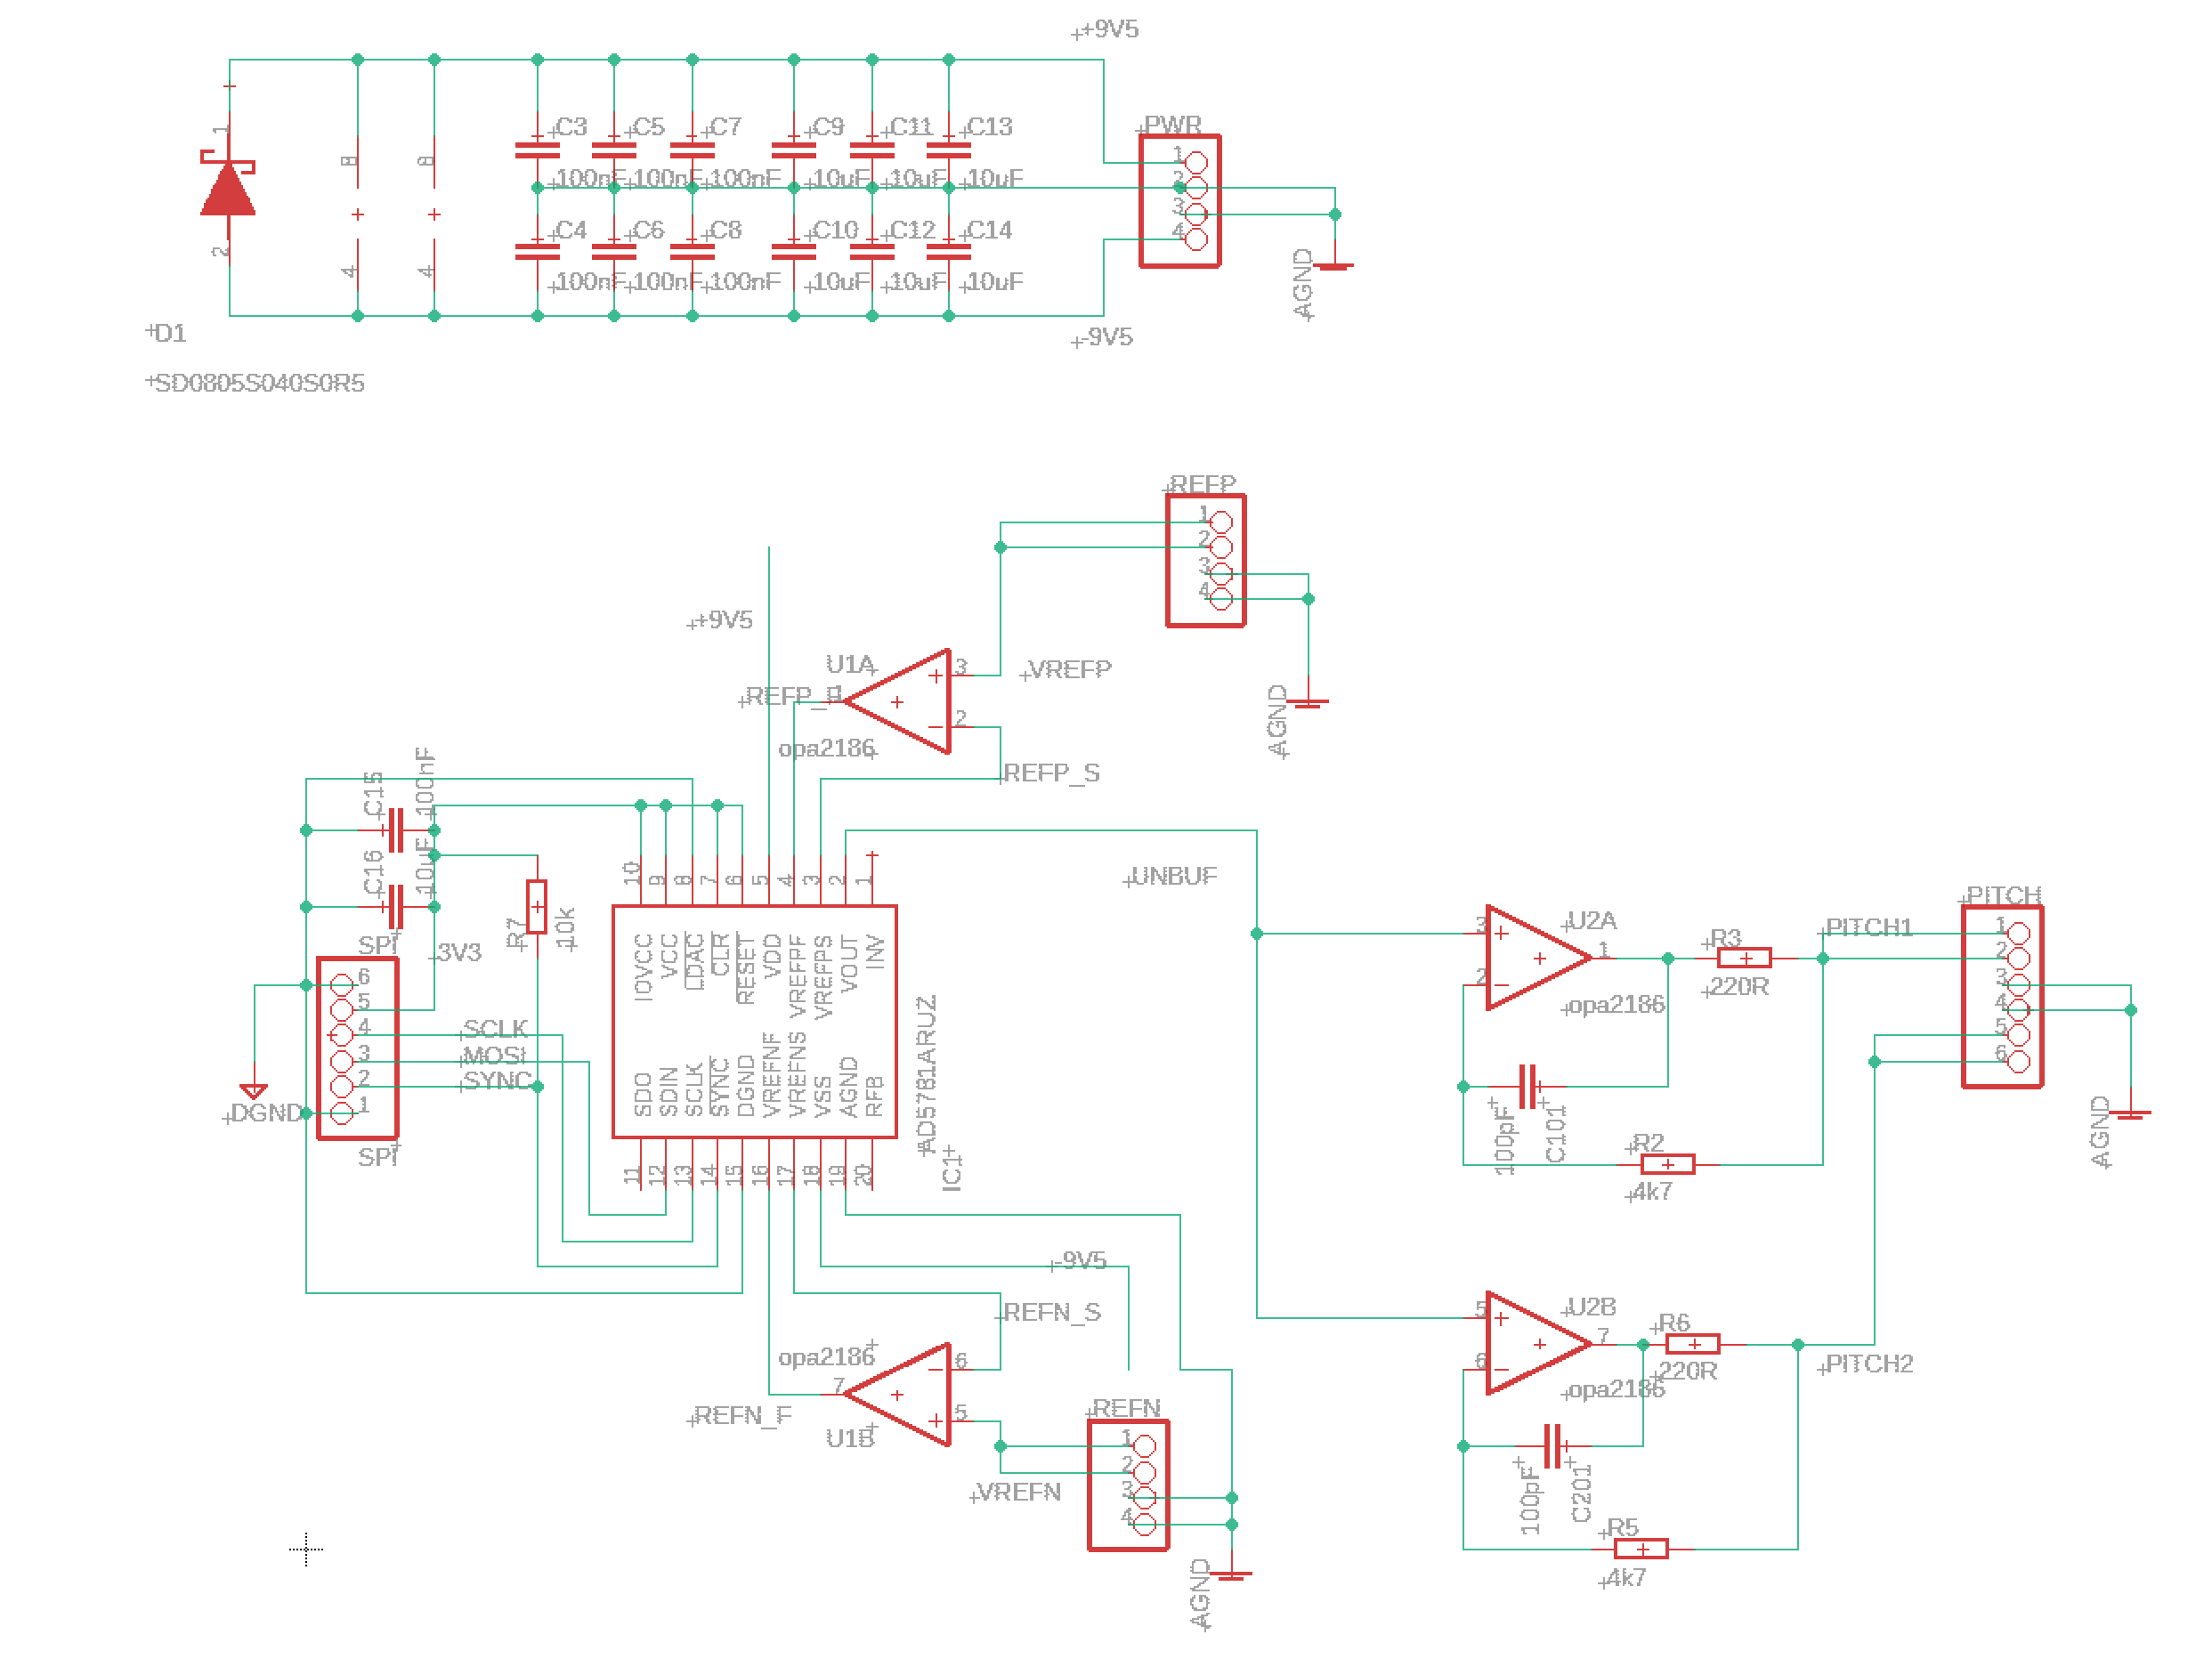 +9V5
1
8
8
C3
C5
C7
C9
C11
C13
PWR
1
2
3
4
100nF
100nF
100nF
10uF
10uF
10uF
2
4
4
C4
C6
C8
C10
C12
C14
100nF
100nF
100nF
10uF
10uF
10uF
AGND
-9V5
D1
SD0805S040S0R5
REFP
1
2
3
4
+9V5
U1A
3
VREFP
1
2
opa2186
REFP_S
AGND
C15
100nF
C16
10uF
R7
10k
10
9
8
7
6
5
4
3
2
1
UNBUF
SPI
3V3
6
5
4
3
2
1
SCLK
MOSI
SYNC
DGND
SPI
IOVCC
VCC
LDAC
CLR
RESET
VDD
VREFPF
VREFPS
VOUT
INV
SDO
SDIN
SCLK
SYNC
DGND
VREFNF
VREFNS
VSS
AGND
RFB
AD5781ARUZ
IC1
11
12
13
14
15
16
17
18
19
20
3
2
U2A
1
opa2186
R3
220R
PITCH1
PITCH
1
2
3
4
5
6
100pF
C101
R2
4k7
AGND
-9V5
REFN_S
opa2186
6
7
5
REFN_F
U1B
VREFN
REFN
1
2
3
4
AGND
5
6
U2B
7
opa2186
R6
220R
PITCH2
100pF
C201
R5
4k7